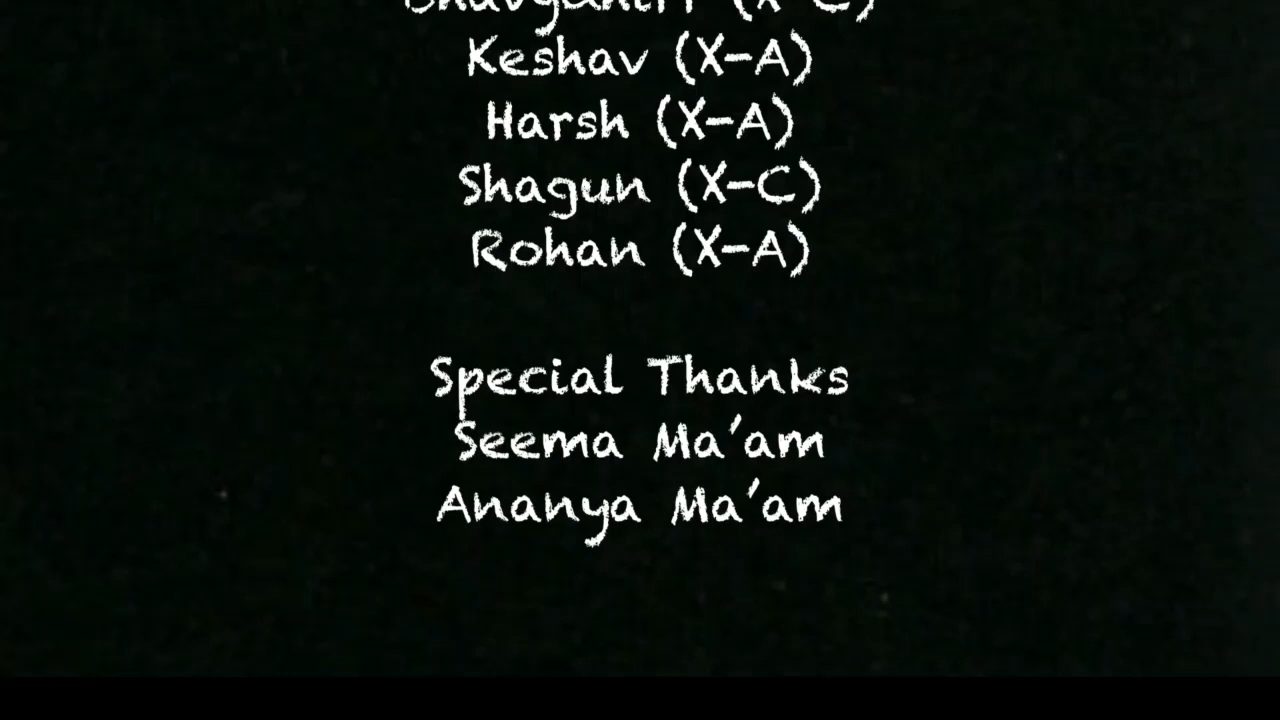 Keshav (X-A)
Harsh (X-A)
Shagun (X-C)
Rohan (X-A)
Special Thanks
Seema Ma'am
Ananya Ma'am